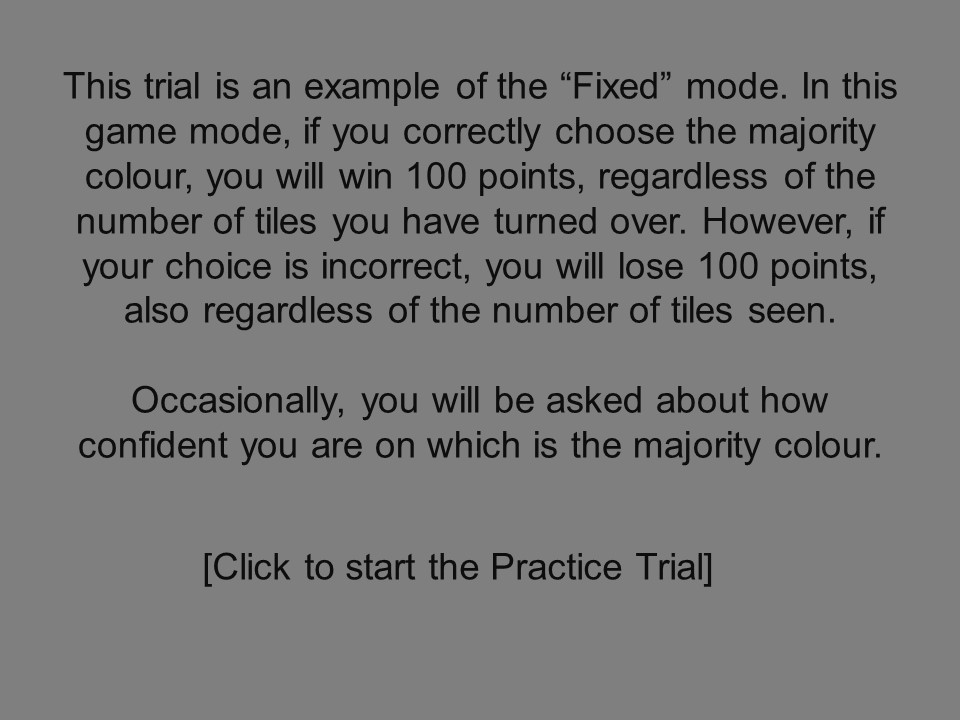 This trial is an example of the “Fixed” mode. In this
game mode, if you correctly choose the majority
colour, you will win 100 points, regardless of the
number of tiles you have turned over. However, if
your choice is incorrect, you will lose 100 points,
also regardless of the number of tiles seen.
Occasionally, you will be asked about how
confident you are on which is the majority colour.
[Click to start the Practice Trial]